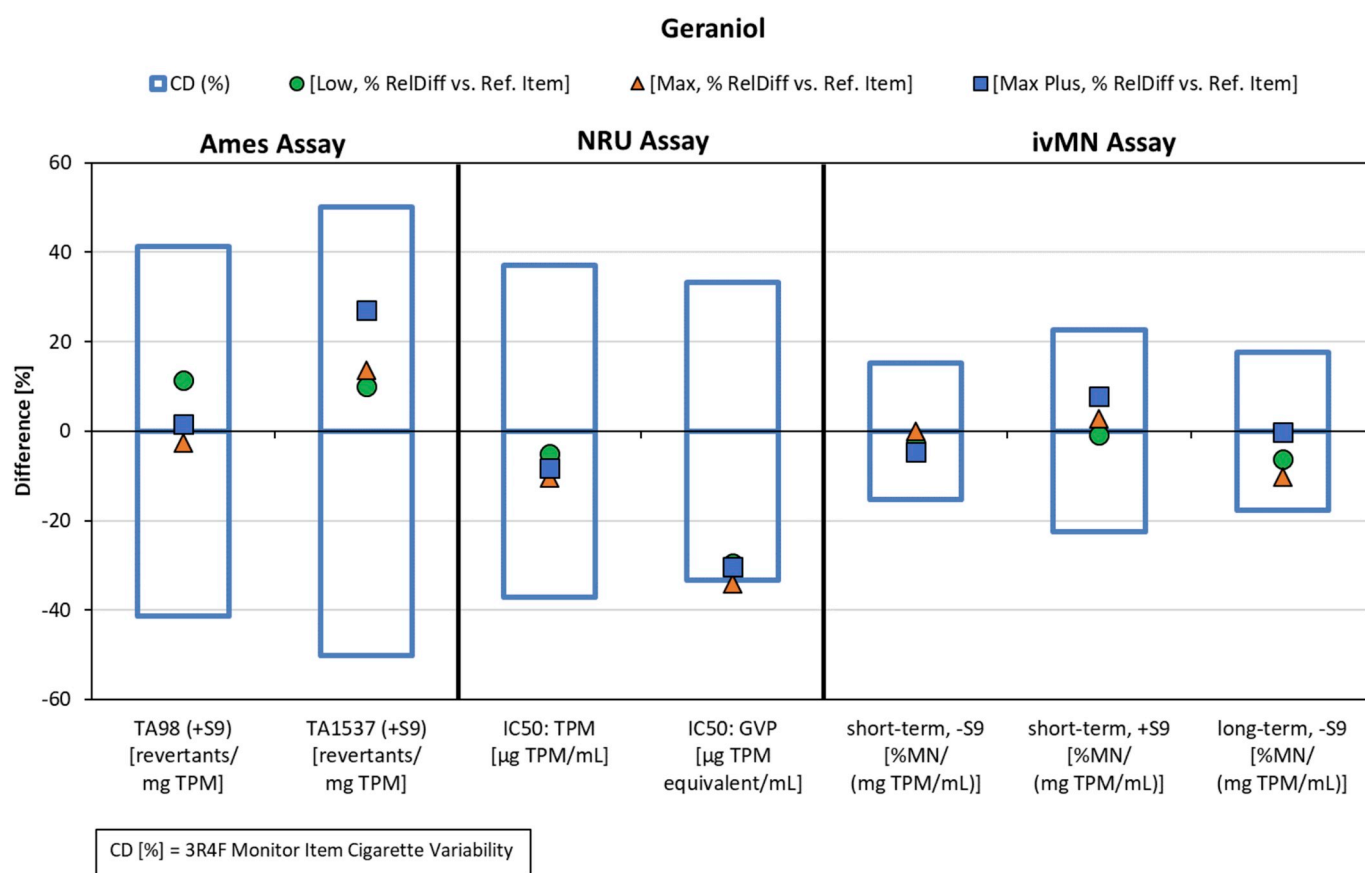 Geraniol
CD (%)
[Low, % RelDiff vs. Ref. Item]
[Max, % RelDiff vs. Ref. Item]
[Max Plus, % RelDiff vs. Ref. Item]
Ames Assay
NRU Assay
ivMN Assay
Difference [%]
60
40
20
0
-20
-40
-60
TA98 (+S9)
[revertants/
mg TPM]
TA1537 (+S9)
[revertants/
mg TPM]
IC50: TPM
[µg TPM/mL]
IC50: GVP
[µg TPM
equivalent/mL]
short-term, -S9
[%MN/
(mg TPM/mL)]
short-term, +S9
[%MN/
(mg TPM/mL)]
long-term, -S9
[%MN/
(mg TPM/mL)]
CD [%] = 3R4F Monitor Item Cigarette Variability